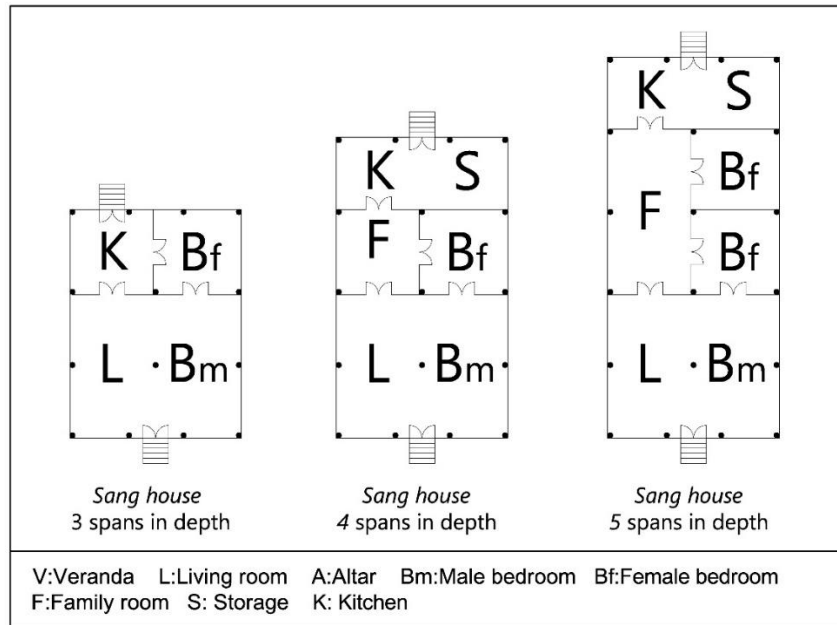 K Bf
L Bm
Sang house
3 spans in depth
K S
F Bf
L Bm
Sang house
4 spans in depth
K S
F Bf
Bf
L Bm
Sang house
5 spans in depth
V:Veranda L:Living room A:Altar Bm:Male bedroom Bf:Female bedroom
F:Family room S: Storage K: Kitchen